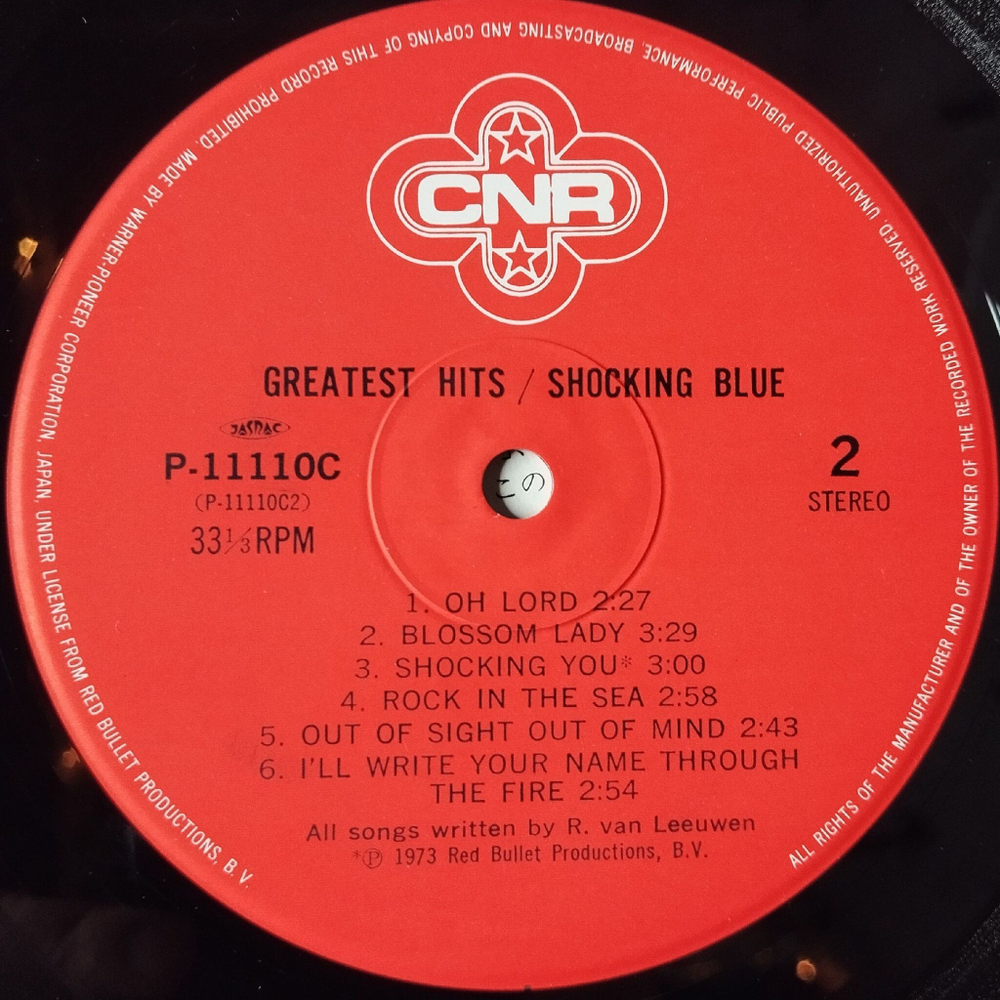 CNR
GREATEST HITS / SHOCKING BLUE
JASRAC
P-11110C
(P-11110C2)
33⅓RPM
2
STEREO
の
1. OH LORD 2:27
2. BLOSSOM LADY 3:29
3. SHOCKING YOU* 3:00
4. ROCK IN THE SEA 2:58
5. OUT OF SIGHT OUT OF MIND 2:43
6. I'LL WRITE YOUR NAME THROUGH
THE FIRE 2:54
All songs written by R. van Leeuwen
*Ⓟ 1973 Red Bullet Productions, B.V.
ALL RIGHTS OF THE MANUFACTURER AND OF THE OWNER OF THE RECORDED WORK RESERVED. UNAUTHORIZED PUBLIC PERFORMANCE, BROADCASTING AND COPYING OF THIS RECORD PROHIBITED. MADE BY WARNER-PIONEER CORPORATION, JAPAN, UNDER LICENSE FROM RED BULLET PRODUCTIONS, B.V.